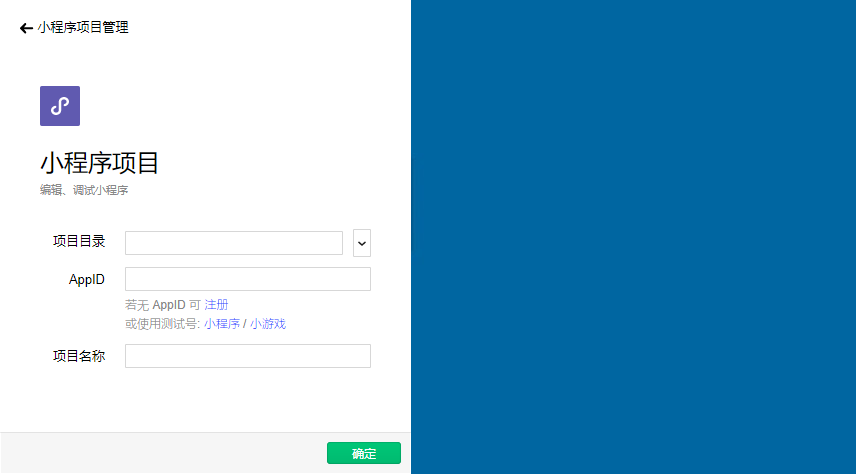 小程序项目管理
小程序项目
编辑、调试小程序
项目目录
AppID
若无 AppID 可 注册
或使用测试号: 小程序 / 小游戏
项目名称
确定